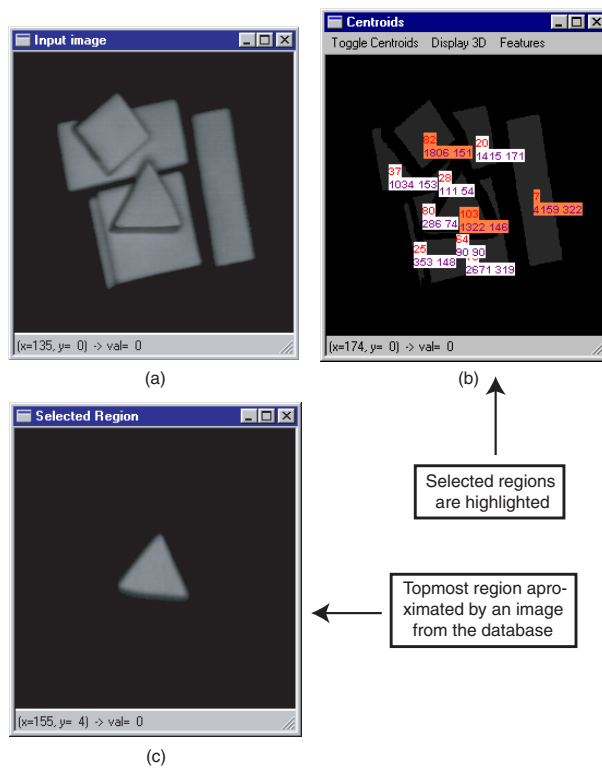 Input image
(x=135, y= 0) -> val= 0
(a)
Centroids
Toggle Centroids Display 3D Features
82
1806 151
20
1415 171
37
1034 153
28
111 54
7
4159 322
80
286 74
103
1322 146
64
90 90
25
353 148
2671 319
(x=174, y= 0) -> val= 0
(b)
Selected regions
are highlighted
Selected Region
(x=155, y= 4) -> val= 0
(c)
Topmost region apro-
ximated by an image
from the database